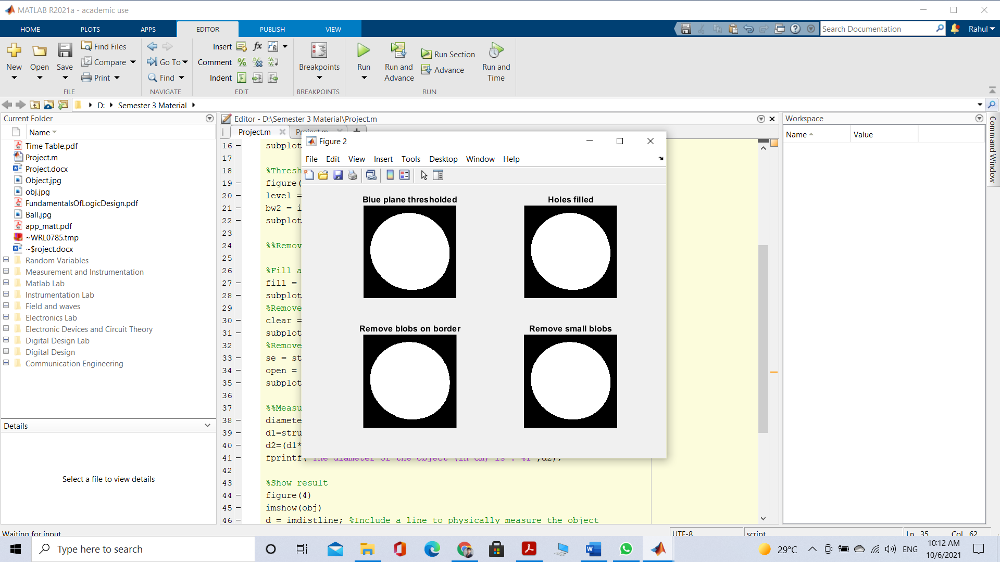 MATLAB R2021a - academic use
HOME PLOTS APPS EDITOR PUBLISH VIEW
Search Documentation
Rahul
New Open Save
Find Files
Compare
Print
FILE
Go To
Find
NAVIGATE
Insert fx
Comment
Indent
EDIT
Breakpoints
BREAKPOINTS
Run
Run and Advance
Run Section
Advance
Run and Time
RUN
D: Semester 3 Material
Current Folder
Name
Time Table.pdf
Project.m
Project.docx
Object.jpg
obj.jpg
FundamentalsOfLogicDesign.pdf
Ball.jpg
app_matt.pdf
~WRL0785.tmp
~$roject.docx
Random Variables
Measurement and Instrumentation
Matlab Lab
Instrumentation Lab
Field and waves
Electronics Lab
Electronic Devices and Circuit Theory
Digital Design Lab
Digital Design
Communication Engineering
Details
Select a file to view details
Editor - D:\Semester 3 Material\Project.m
Project.m Project.m
16 subplot
17
18 %Thresh
19 figure(
20 level =
21 bw2 = i
22 subplot
23
24 %%Remov
25
26 %Fill a
27 fill =
28 subplot
29 %Remove
30 clear =
31 subplot
32 %Remove
33 se = st
34 open =
35 subplot
36
37 %%Measu
38 diamete
39 d1=stru
40 d2=(d1*
41 fprintf('The diameter of the object (in cm) is : %f',d2);
42
43 %Show result
44 figure(4)
45 imshow(obj)
46 d = imdistline; %Include a line to physically measure the object
Figure 2
File Edit View Insert Tools Desktop Window Help
Blue plane thresholded
Holes filled
Remove blobs on border
Remove small blobs
Workspace
Name Value
Command Window
Waiting for input
UTF-8
script
Ln 35 Col 62
Type here to search
29°C
ENG
10:12 AM
10/6/2021